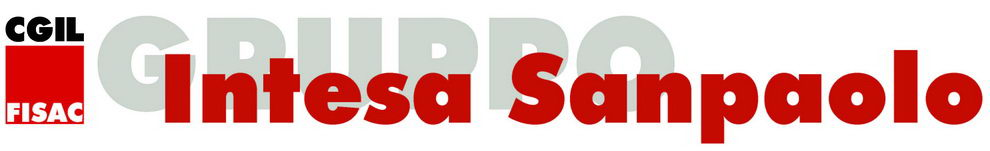 CGIL
FISAC
GRUPPO
Intesa Sanpaolo